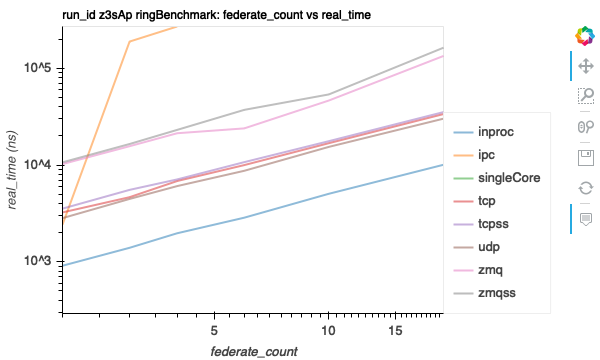 run_id z3sAp ringBenchmark: federate_count vs real_time
real_time (ns)
10^5
10^4
10^3
5
10
15
federate_count
inproc
ipc
singleCore
tcp
tcpss
udp
zmq
zmqss